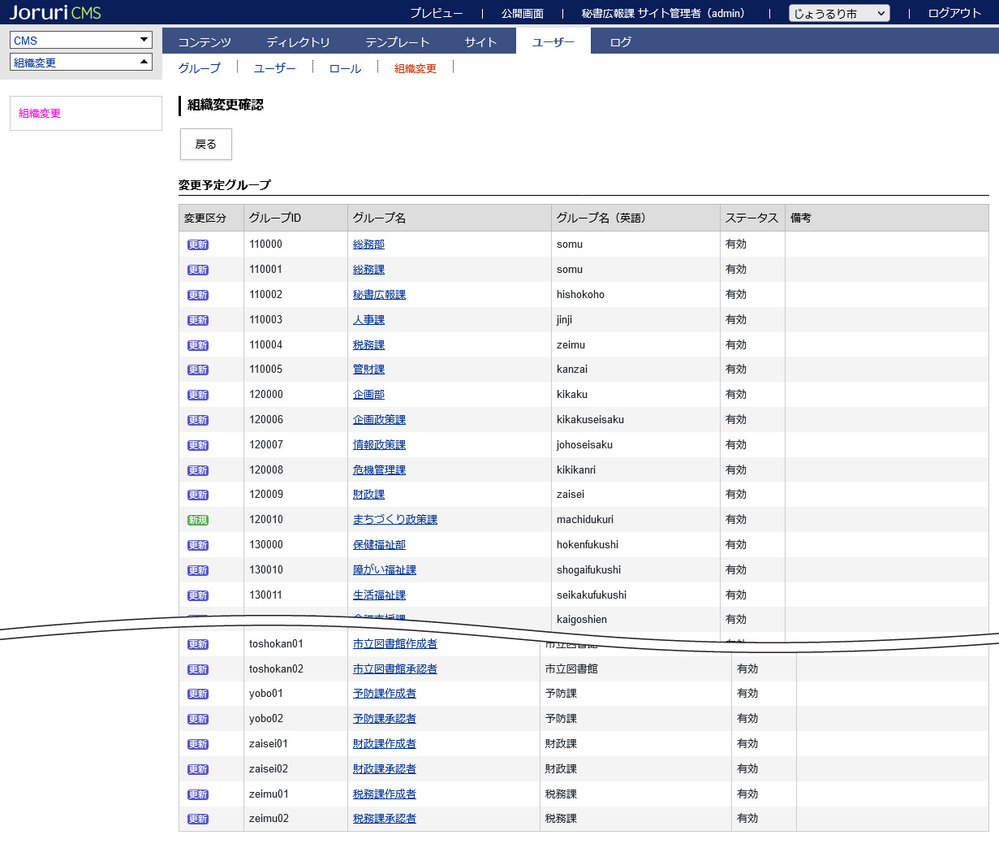 Joruri CMS プレビュー | 公開画面 | 秘書広報課 サイト管理者（admin） | じょうるり市 | ログアウト
CMS
組織変更
コンテンツ ディレクトリ テンプレート サイト ユーザー ログ
グループ ユーザー ロール 組織変更
組織変更
組織変更確認
戻る
変更予定グループ
変更区分 グループID グループ名 グループ名（英語） ステータス 備考
更新 110000 総務部 somu 有効
更新 110001 総務課 somu 有効
更新 110002 秘書広報課 hishokoho 有効
更新 110003 人事課 jinji 有効
更新 110004 税務課 zeimu 有効
更新 110005 管財課 kanzai 有効
更新 120000 企画部 kikaku 有効
更新 120006 企画政策課 kikakuseisaku 有効
更新 120007 情報政策課 johoseisaku 有効
更新 120008 危機管理課 kikikanri 有効
更新 120009 財政課 zaisei 有効
新規 120010 まちづくり政策課 machidukuri 有効
更新 130000 保健福祉部 hokenfukushi 有効
更新 130010 障がい福祉課 shogaifukushi 有効
更新 130011 生活福祉課 seikakufukushi 有効
kaigoshien 有効
更新 toshokan01 市立図書館作成者 市立図書館
更新 toshokan02 市立図書館承認者 市立図書館 有効
更新 yobo01 予防課作成者 予防課 有効
更新 yobo02 予防課承認者 予防課 有効
更新 zaisei01 財政課作成者 財政課 有効
更新 zaisei02 財政課承認者 財政課 有効
更新 zeimu01 税務課作成者 税務課 有効
更新 zeimu02 税務課承認者 税務課 有効